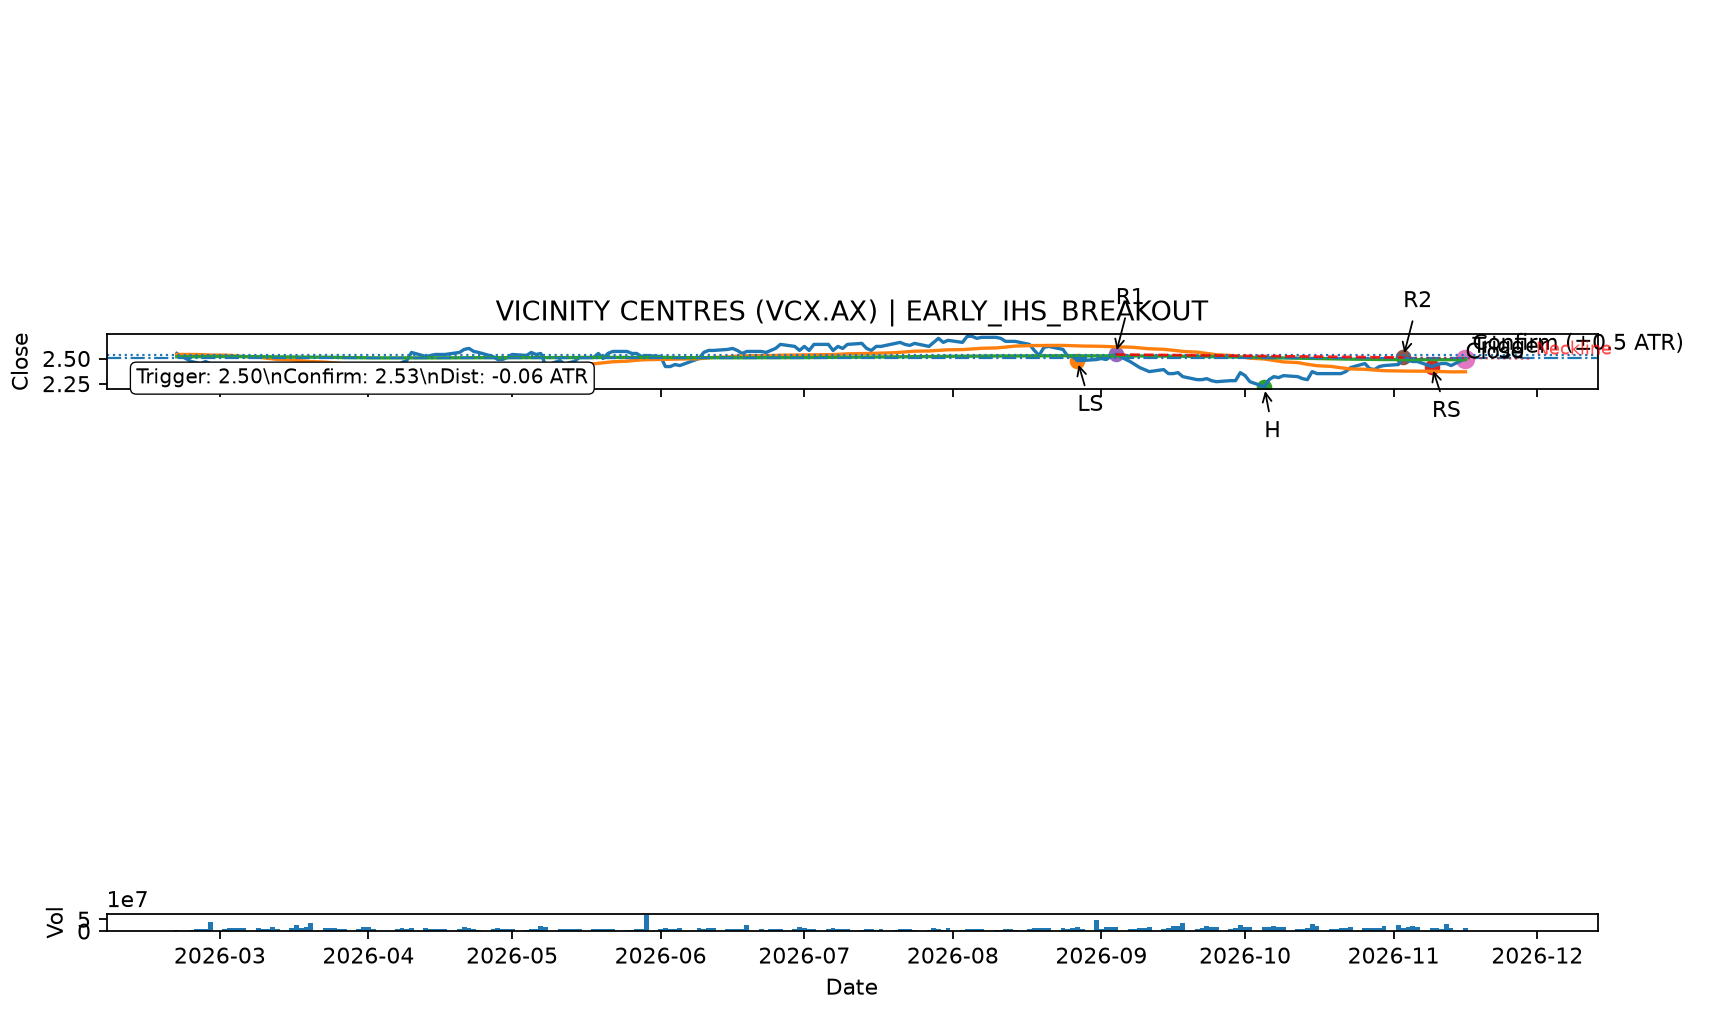 R1
R2
VICINITY CENTRES (VCX.AX) | EARLY_IHS_BREAKOUT
Close
2.50
2.25
Trigger: 2.50\nConfirm: 2.53\nDist: -0.06 ATR
Confirm (+0.5 ATR)
Trigger
Close
Neckline
LS
RS
H
1e7
Vol
5
0
2026-03
2026-04
2026-05
2026-06
2026-07
2026-08
2026-09
2026-10
2026-11
2026-12
Date